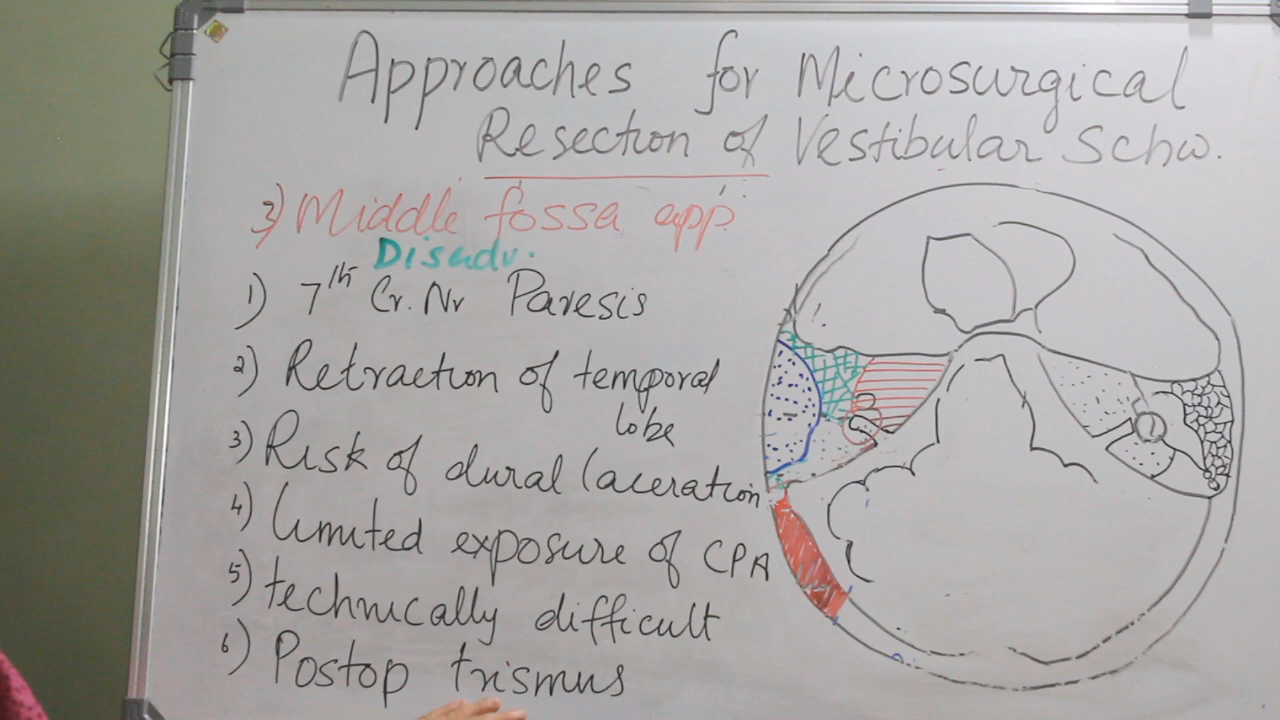 Approaches for Microsurgical
Resection of Vestibular Schw.
3) Middle fossa app.
Disadv.
1) 7th Cr. Nr Paresis
2) Retraction of temporal
lobe
3) Risk of dural laceration
4) Limited exposure of CPA
5) technically difficult
6) Postop trismus